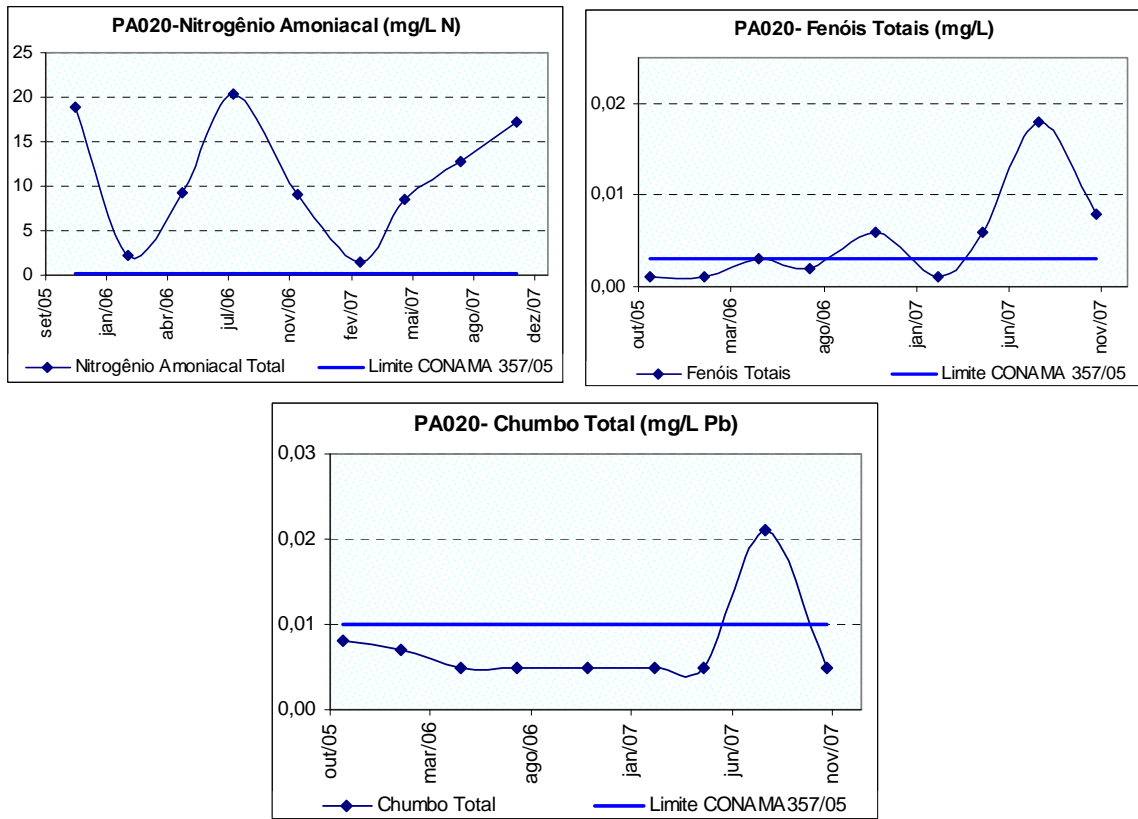 PA020-Nitrogênio Amoniacal (mg/L N)
25
20
15
10
5
0
set/05
jan/06
abr/06
jul/06
nov/06
fev/07
mai/07
ago/07
dez/07
Nitrogênio Amoniacal Total
Limite CONAMA 357/05
PA020- Fenóis Totais (mg/L)
0,02
0,01
0,00
out/05
mar/06
ago/06
jan/07
jun/07
nov/07
Fenóis Totais
Limite CONAMA 357/05
PA020- Chumbo Total (mg/L Pb)
0,03
0,02
0,01
0,00
out/05
mar/06
ago/06
jan/07
jun/07
nov/07
Chumbo Total
Limite CONAMA357/05